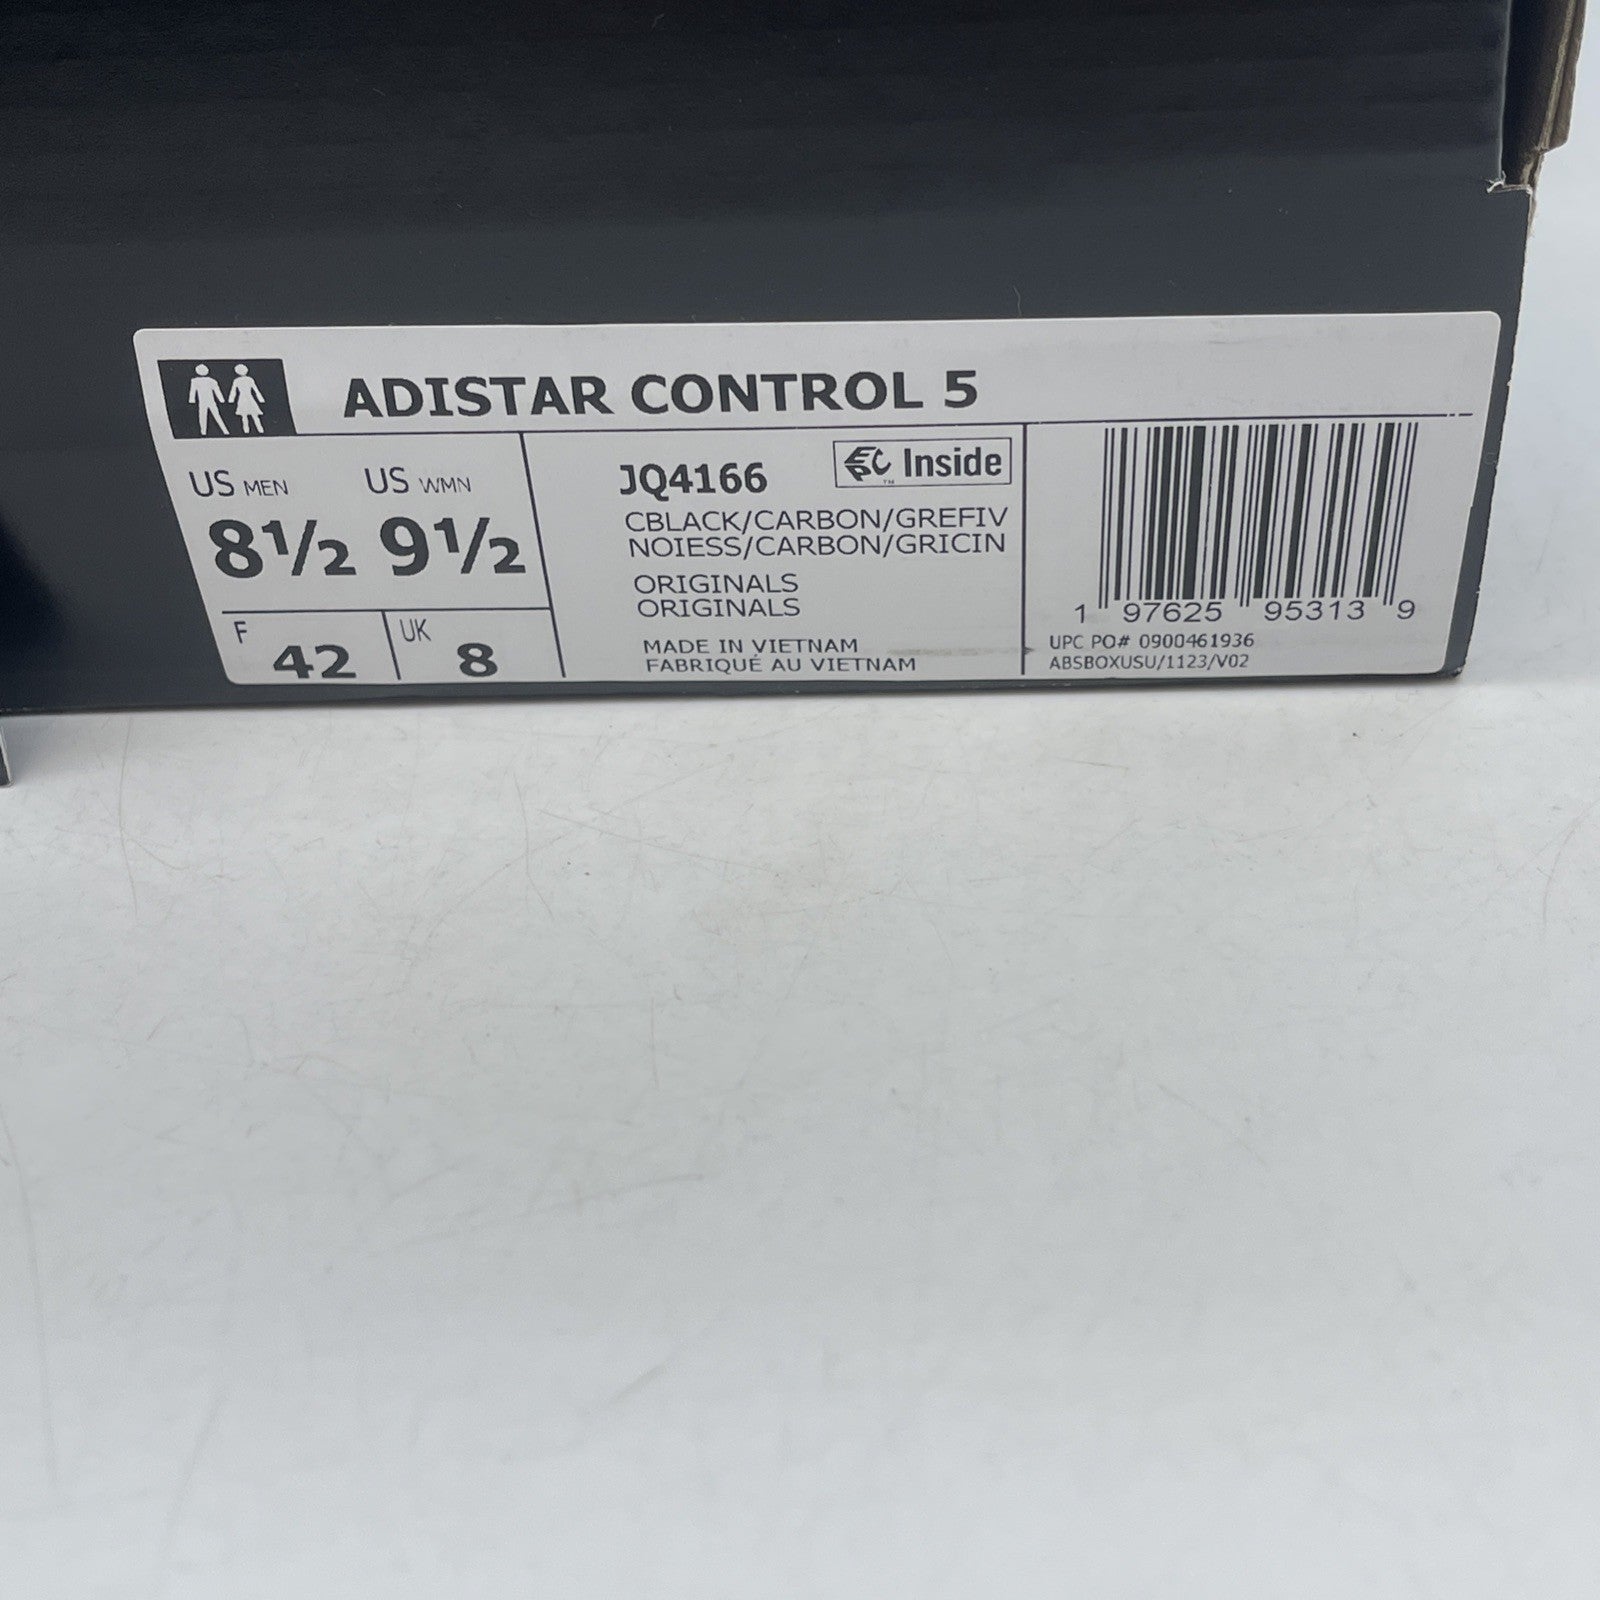 ADISTAR CONTROL 5
US MEN US WMN
8½ 9½
F 42 UK 8
JQ4166
EPC Inside™
CBLACK/CARBON/GREFIV
NOIESS/CARBON/GRICIN
ORIGINALS
ORIGINALS
MADE IN VIETNAM
FABRIQUÉ AU VIETNAM
1 97625 95313 9
UPC PO# 0900461936
ABSBOXUSU/1123/V02